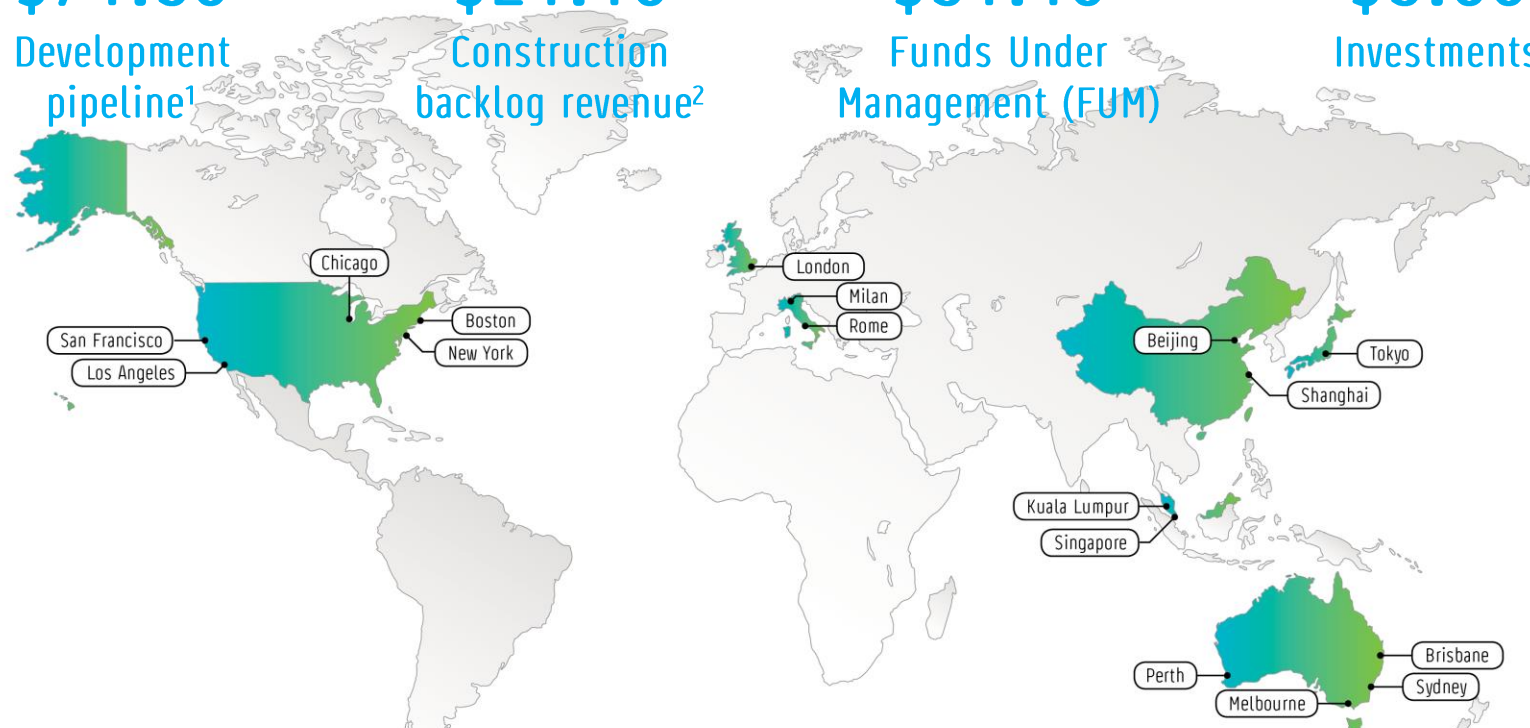 Development
pipeline¹
Construction
backlog revenue²
Funds Under
Management (FUM)
Investments
Chicago
Boston
New York
San Francisco
Los Angeles
London
Milan
Rome
Beijing
Tokyo
Shanghai
Kuala Lumpur
Singapore
Brisbane
Perth
Sydney
Melbourne